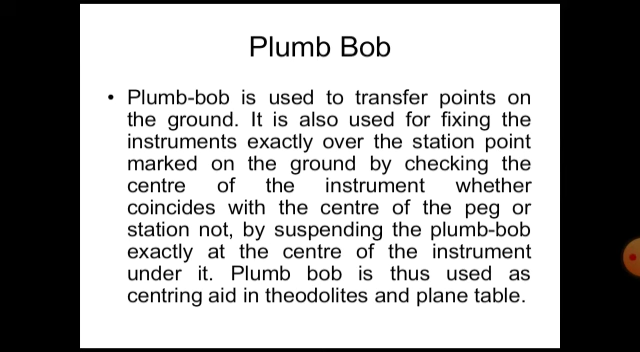 Plumb Bob
• Plumb-bob is used to transfer points on
the ground. It is also used for fixing the
instruments exactly over the station point
marked on the ground by checking the
centre of the instrument whether
coincides with the centre of the peg or
station not, by suspending the plumb-bob
exactly at the centre of the instrument
under it. Plumb bob is thus used as
centring aid in theodolites and plane table.